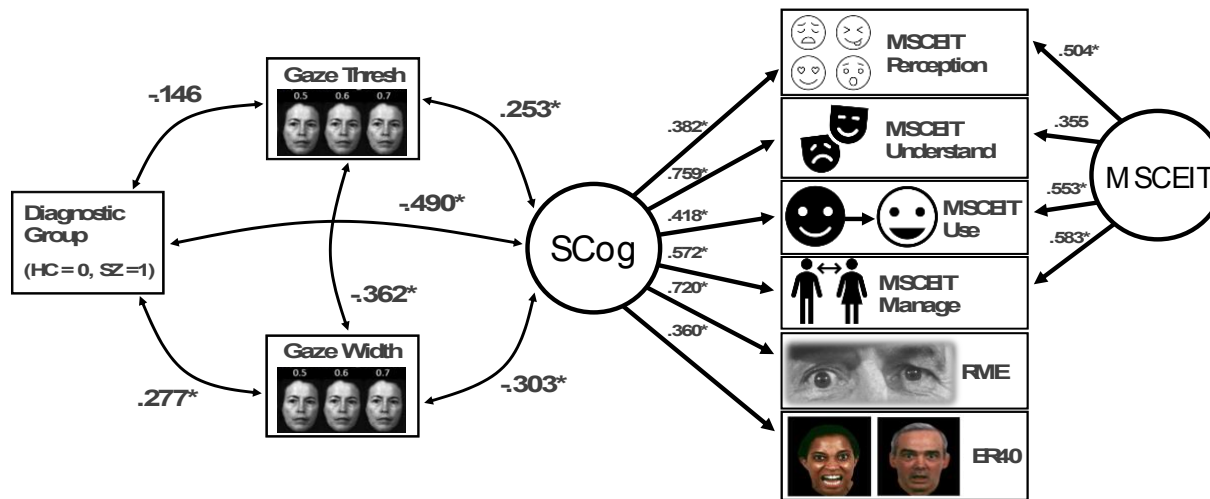 MSCEIT
Perception
.504*
Gaze Thresh
0.5 0.6 0.7
-.146
.253*
.382*
MSCEIT
Understand
.355
.759*
MSCEIT
Diagnostic
Group
(HC = 0, SZ =1)
-.490*
SCog
.418*
MSCEIT
Use
.553*
.583*
.572*
MSCEIT
Manage
-.362*
.720*
.360*
Gaze Width
0.5 0.6 0.7
.277*
-.303*
RME
ER40